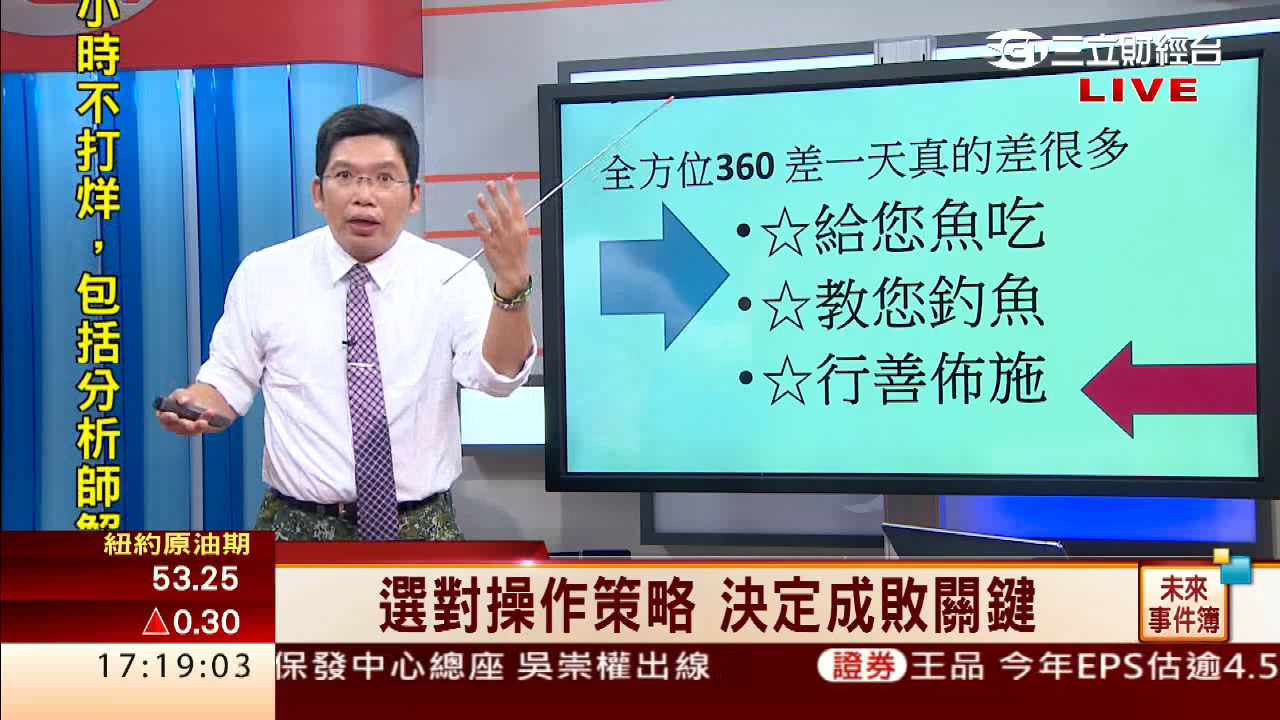 小時不打烊，包括分析師解
三立財經台
LIVE
全方位360 差一天真的差很多
•☆給您魚吃
•☆教您釣魚
•☆行善佈施
紐約原油期
53.25
△0.30
選對操作策略 決定成敗關鍵
未來
事件簿
17:19:03
保發中心總座 吳崇權出線
證券 王品 今年EPS估逾4.5